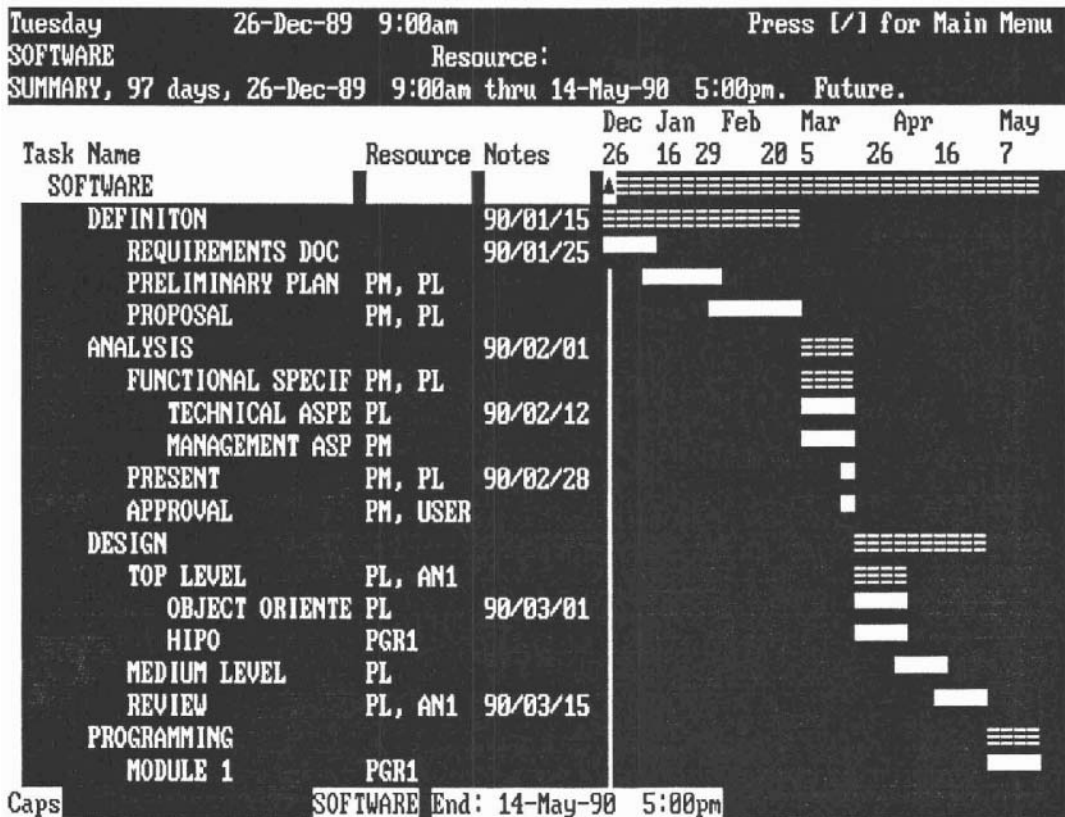 Tuesday 26-Dec-89 9:00am Press [/] for Main Menu
SOFTWARE Resource:
SUMMARY, 97 days, 26-Dec-89 9:00am thru 14-May-90 5:00pm. Future.
Dec Jan Feb Mar Apr May
Task Name Resource Notes 26 16 29 20 5 26 16 7
SOFTWARE
DEFINITON 90/01/15
REQUIREMENTS DOC 90/01/25
PRELIMINARY PLAN PM, PL
PROPOSAL PM, PL
ANALYSIS 90/02/01
FUNCTIONAL SPECIF PM, PL
TECHNICAL ASPE PL 90/02/12
MANAGEMENT ASP PM
PRESENT PM, PL 90/02/28
APPROVAL PM, USER
DESIGN
TOP LEVEL PL, AN1
OBJECT ORIENTE PL 90/03/01
HIPO PGR1
MEDIUM LEVEL PL
REVIEW PL, AN1 90/03/15
PROGRAMMING
MODULE 1 PGR1
Caps SOFTWARE End: 14-May-90 5:00pm